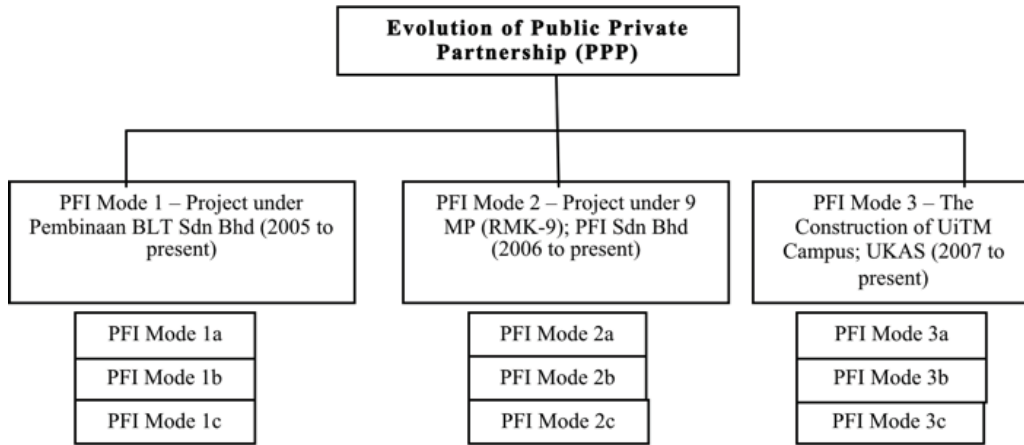 Evolution of Public Private
Partnership (PPP)
PFI Mode 1 – Project under
Pembinaan BLT Sdn Bhd (2005 to
present)
PFI Mode 1a
PFI Mode 1b
PFI Mode 1c
PFI Mode 2 – Project under 9
MP (RMK-9); PFI Sdn Bhd
(2006 to present)
PFI Mode 2a
PFI Mode 2b
PFI Mode 2c
PFI Mode 3 – The
Construction of UiTM
Campus; UKAS (2007 to
present)
PFI Mode 3a
PFI Mode 3b
PFI Mode 3c